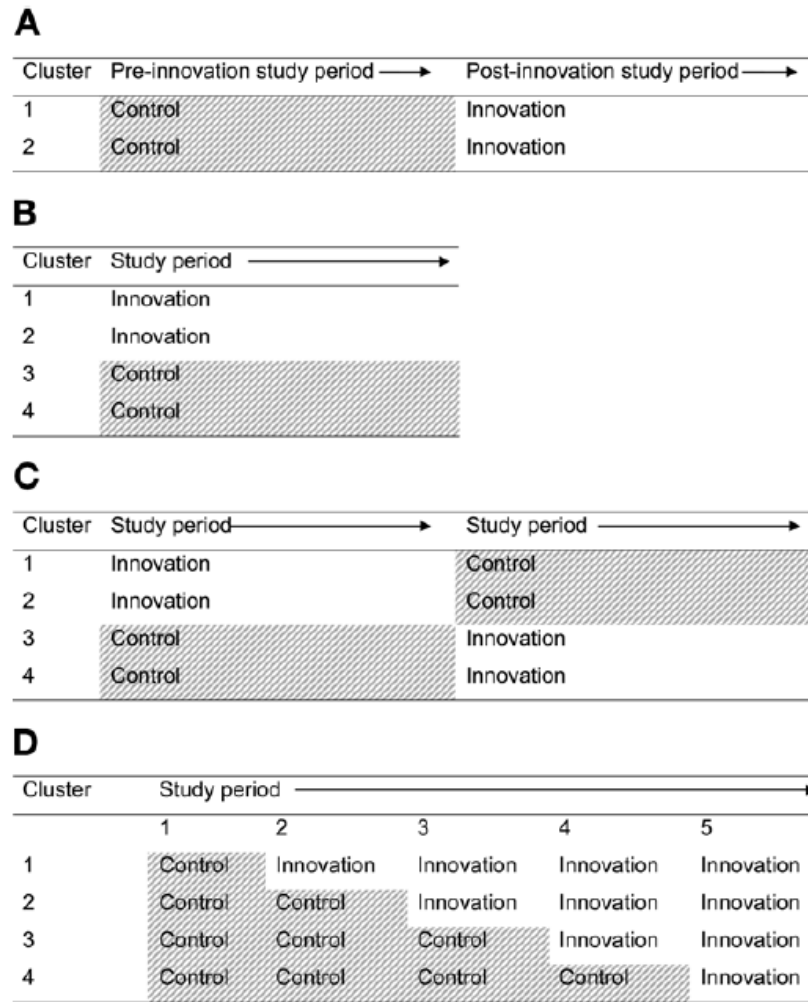 A
Cluster Pre-innovation study period Post-innovation study period
1 Control Innovation
2 Control Innovation
B
Cluster Study period
1 Innovation
2 Innovation
3 Control
4 Control
C
Cluster Study period Study period
1 Innovation Control
2 Innovation Control
3 Control Innovation
4 Control Innovation
D
Cluster Study period
1 2 3 4 5
1 Control Innovation Innovation Innovation Innovation
2 Control Control Innovation Innovation Innovation
3 Control Control Control Innovation Innovation
4 Control Control Control Control Innovation